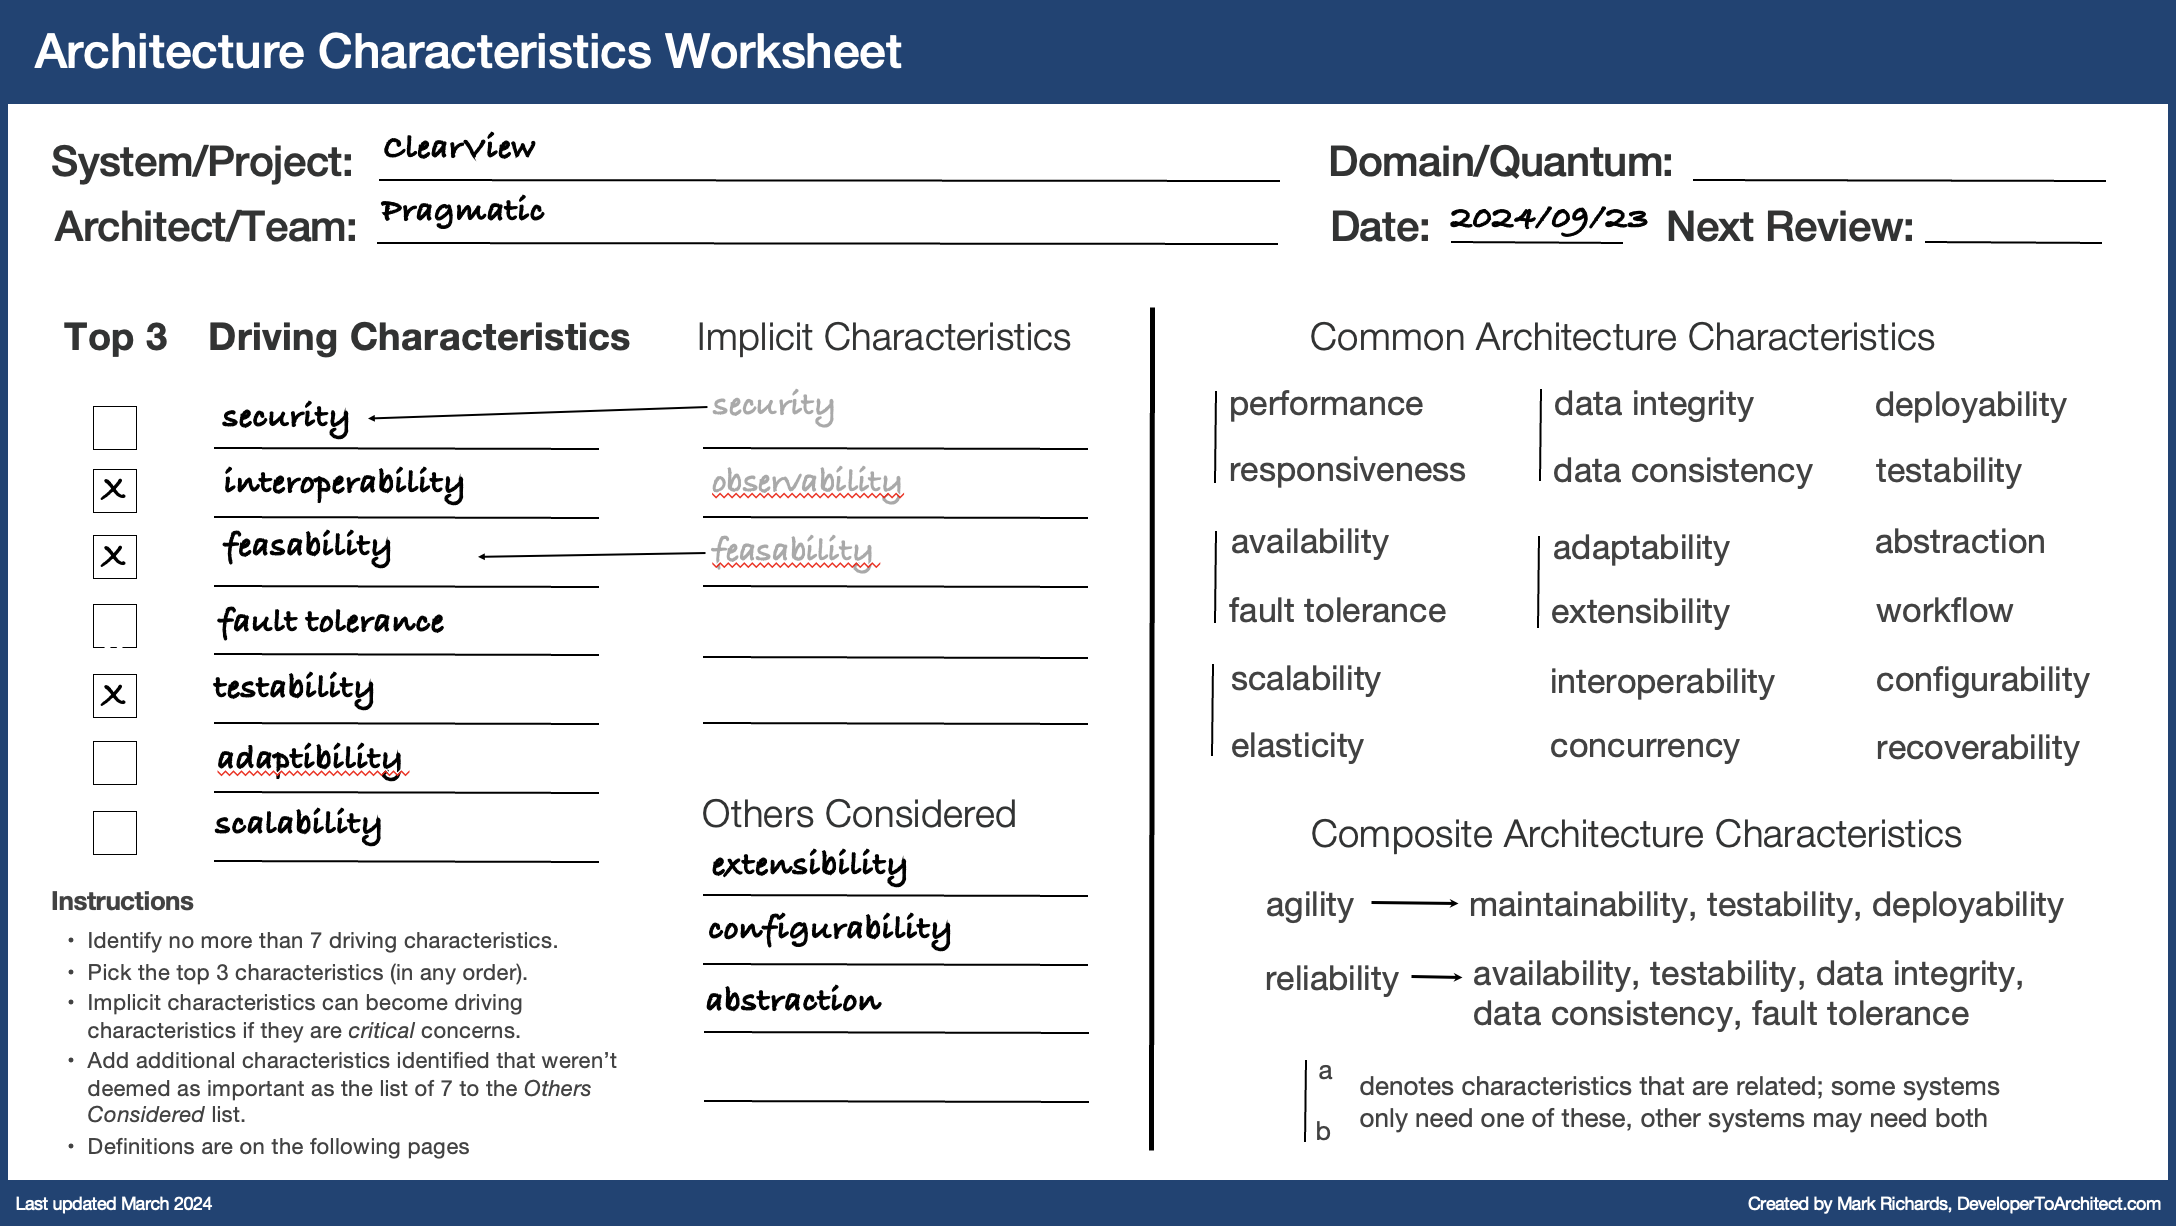 Architecture Characteristics Worksheet
System/Project: ClearView
Domain/Quantum:
Architect/Team: Pragmatic
Date: 2024/09/23 Next Review:
Top 3 Driving Characteristics
security
X interoperability
X feasability
fault tolerance
X testability
adaptibility
scalability
Implicit Characteristics
security
observability
feasability
Others Considered
extensibility
configurability
abstraction
Instructions
• Identify no more than 7 driving characteristics.
• Pick the top 3 characteristics (in any order).
• Implicit characteristics can become driving
characteristics if they are critical concerns.
• Add additional characteristics identified that weren’t
deemed as important as the list of 7 to the Others
Considered list.
• Definitions are on the following pages
Common Architecture Characteristics
performance data integrity deployability
responsiveness data consistency testability
availability adaptability abstraction
fault tolerance extensibility workflow
scalability interoperability configurability
elasticity concurrency recoverability
Composite Architecture Characteristics
agility maintainability, testability, deployability
reliability availability, testability, data integrity,
data consistency, fault tolerance
a
b
denotes characteristics that are related; some systems
only need one of these, other systems may need both
Last updated March 2024
Created by Mark Richards, DeveloperToArchitect.com